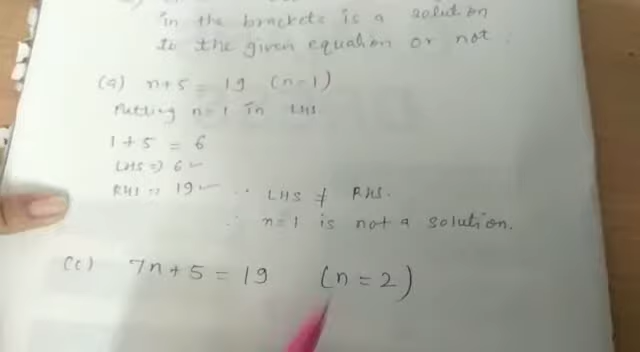 in the brackets is a solution
to the given equation or not.
(a) n+5 = 19 (n=1)
Putting n=1 in LHS
1+5 = 6
LHS => 6 ✓
RHS => 19 ✓ ∵ LHS ≠ RHS.
∴ n=1 is not a solution.
(c) 7n+5 = 19 (n=2)